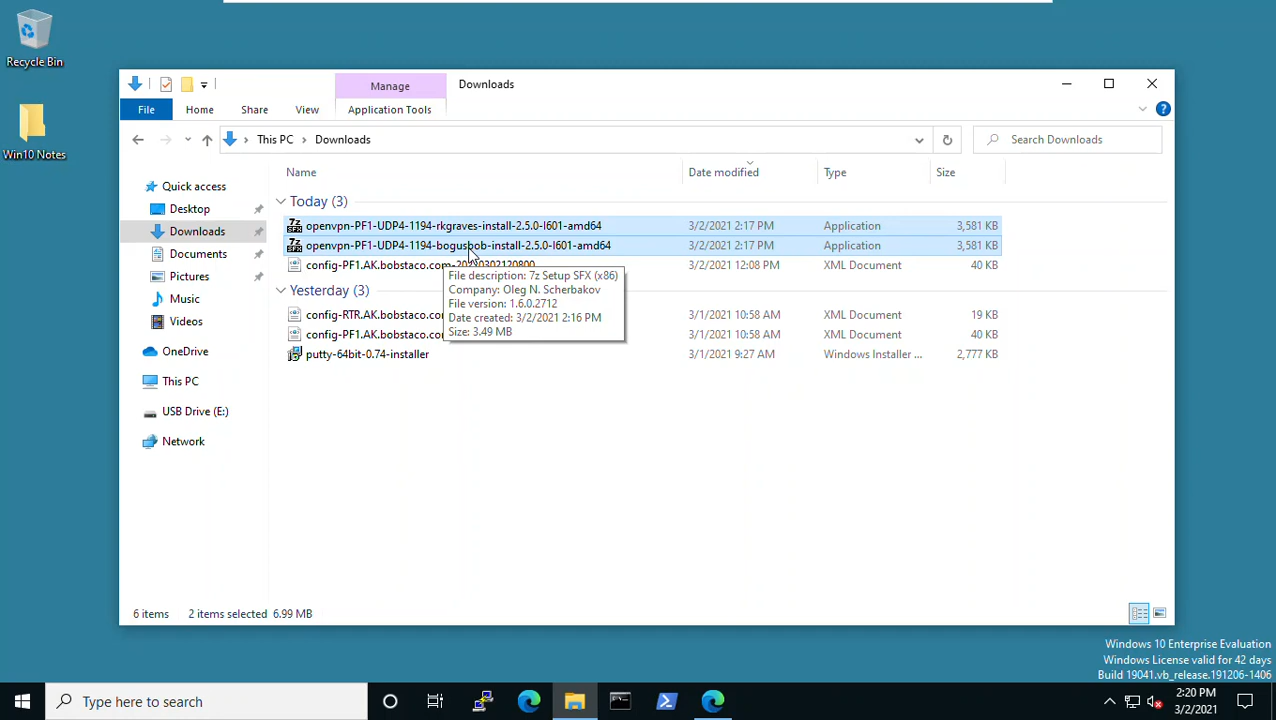 Recycle Bin
Win10 Notes
Manage
Downloads
File
Home
Share
View
Application Tools
This PC
Downloads
Search Downloads
Name
Date modified
Type
Size
Quick access
Desktop
Downloads
Documents
Pictures
Music
Videos
OneDrive
This PC
USB Drive (E:)
Network
Today (3)
openvpn-PF1-UDP4-1194-rkgraves-install-2.5.0-I601-amd64 3/2/2021 2:17 PM Application 3,581 KB
openvpn-PF1-UDP4-1194-bogusbob-install-2.5.0-I601-amd64 3/2/2021 2:17 PM Application 3,581 KB
config-PF1.AK.bobstaco.com-20210302120800 3/2/2021 12:08 PM XML Document 40 KB
Yesterday (3)
config-RTR.AK.bobstaco.co 3/1/2021 10:58 AM XML Document 19 KB
config-PF1.AK.bobstaco.co 3/1/2021 10:58 AM XML Document 40 KB
putty-64bit-0.74-installer 3/1/2021 9:27 AM Windows Installer ... 2,777 KB
File description: 7z Setup SFX (x86)
Company: Oleg N. Scherbakov
File version: 1.6.0.2712
Date created: 3/2/2021 2:16 PM
Size: 3.49 MB
6 items 2 items selected 6.99 MB
Windows 10 Enterprise Evaluation
Windows License valid for 42 days
Build 19041.vb_release.191206-1406
Type here to search
2:20 PM
3/2/2021